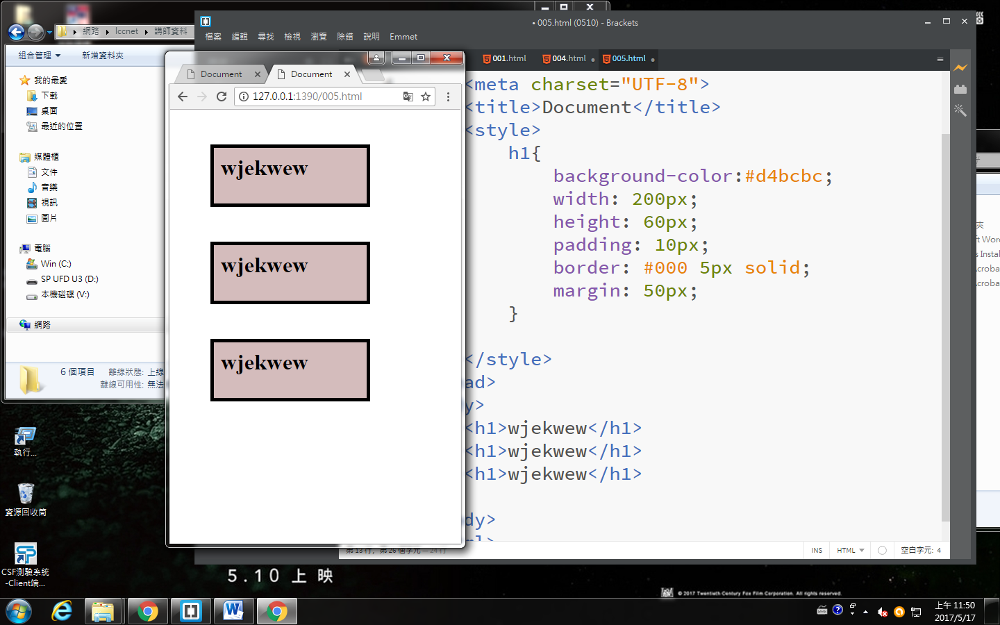 網路 lccnet 講師資料
組合管理 新增資料夾
我的最愛
下載
桌面
最近的位置
媒體櫃
文件
音樂
視訊
圖片
電腦
Win (C:)
SP UFD U3 (D:)
本機磁碟 (V:)
網路
6 個項目 離線狀態: 上線
離線可用性: 無法
執行...
資源回收筒
CSF測驗系統
-Client端...
Document
Document
127.0.0.1:1390/005.html
wjekwew
wjekwew
wjekwew
• 005.html (0510) - Brackets
檔案 編輯 尋找 檢視 瀏覽 除錯 說明 Emmet
001.html 004.html 005.html
<meta charset="UTF-8">
<title>Document</title>
<style>
h1{
background-color:#d4bcbc;
width: 200px;
height: 60px;
padding: 10px;
border: #000 5px solid;
margin: 50px;
}
</style>
ad>
y>
<h1>wjekwew</h1>
<h1>wjekwew</h1>
<h1>wjekwew</h1>
dy>
第 13 行，第 26 個字元 — 24 行
INS HTML 空白字元: 4
夾
ft Word
s Instal
Acroba
Acroba
5.10 上映
© 2017 Twentieth Century Fox Film Corporation. All rights reserved.
上午 11:50
2017/5/17